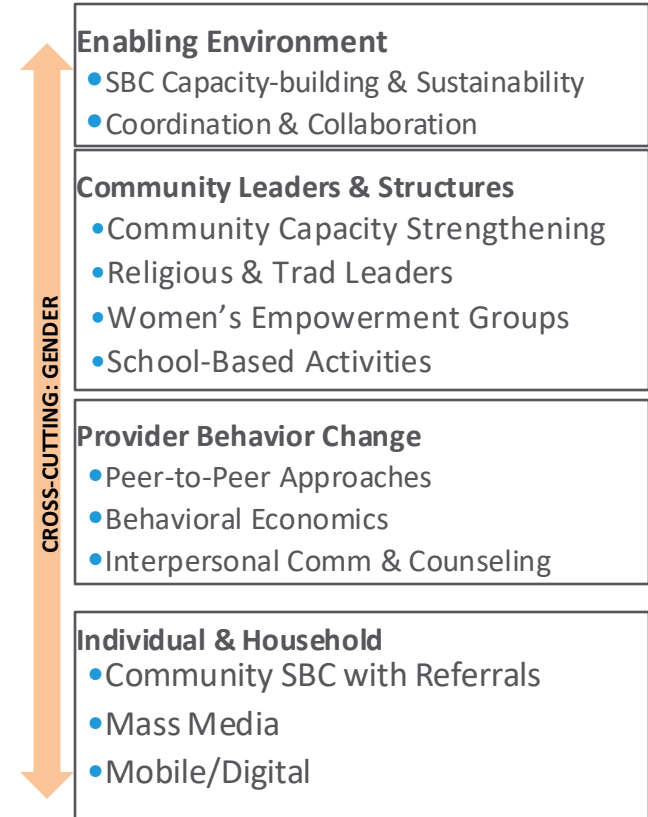 Enabling Environment
•SBC Capacity-building & Sustainability
•Coordination & Collaboration
Community Leaders & Structures
•Community Capacity Strengthening
•Religious & Trad Leaders
•Women’s Empowerment Groups
•School-Based Activities
CROSS-CUTTING: GENDER
Provider Behavior Change
•Peer-to-Peer Approaches
•Behavioral Economics
•Interpersonal Comm & Counseling
Individual & Household
•Community SBC with Referrals
•Mass Media
•Mobile/Digital